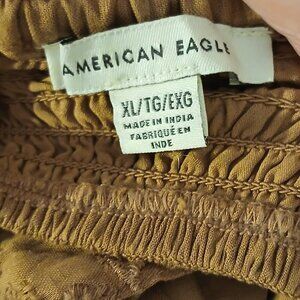 AMERICAN EAGLE
XL/TG/EXG
MADE IN INDIA
FABRIQUÉ EN
INDE